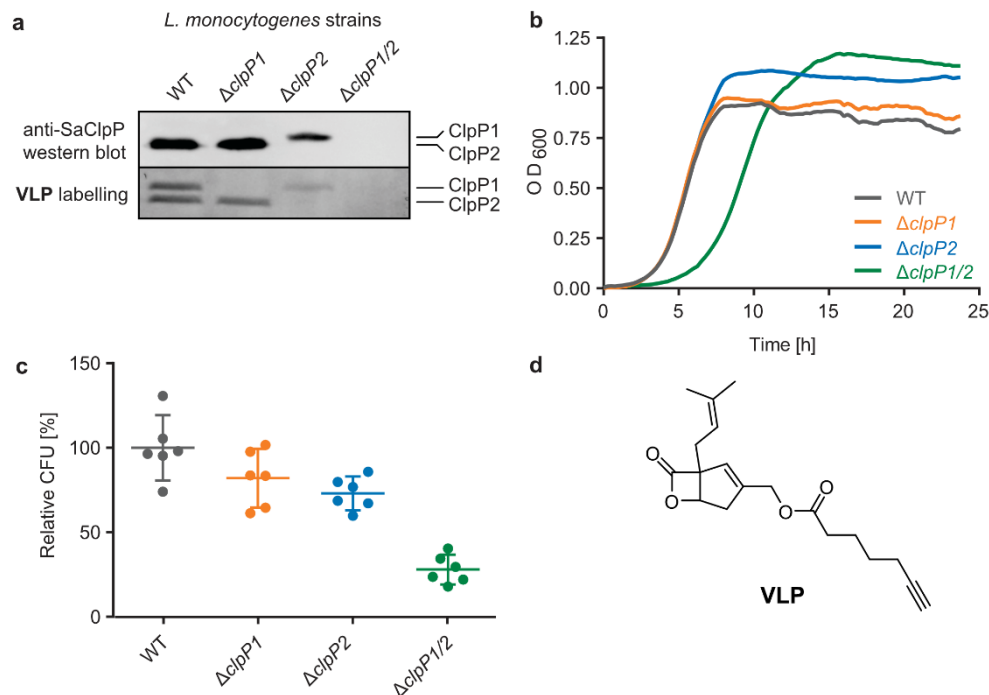 a
L. monocytogenes strains
WT
ΔclpP1
ΔclpP2
ΔclpP1/2
anti-SaClpP
western blot
ClpP1
ClpP2
VLP labelling
ClpP1
ClpP2
b
OD600
1.25
1.00
0.75
0.50
0.25
0.00
0
5
10
15
20
25
Time [h]
WT
ΔclpP1
ΔclpP2
ΔclpP1/2
c
Relative CFU [%]
150
100
50
0
WT
ΔclpP1
ΔclpP2
ΔclpP1/2
d
O
O
O
O
VLP